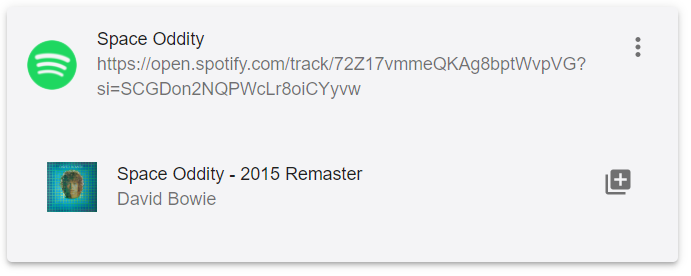 Space Oddity
https://open.spotify.com/track/72Z17vmmeQKAg8bptWvpVG?
si=SCGDon2NQPWcLr8oiCYyvw
Space Oddity - 2015 Remaster
David Bowie